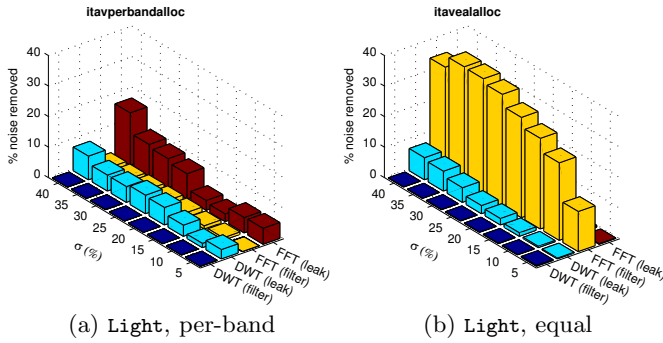 itavperbandalloc
% noise removed
40
30
20
10
0
40
35
30
25
20
15
10
5
σ (%)
FFT (leak)
FFT (filter)
DWT (leak)
DWT (filter)
(a) Light, per-band
itavealalloc
% noise removed
40
30
20
10
0
40
35
30
25
20
15
10
5
σ (%)
FFT (leak)
FFT (filter)
DWT (leak)
DWT (filter)
(b) Light, equal